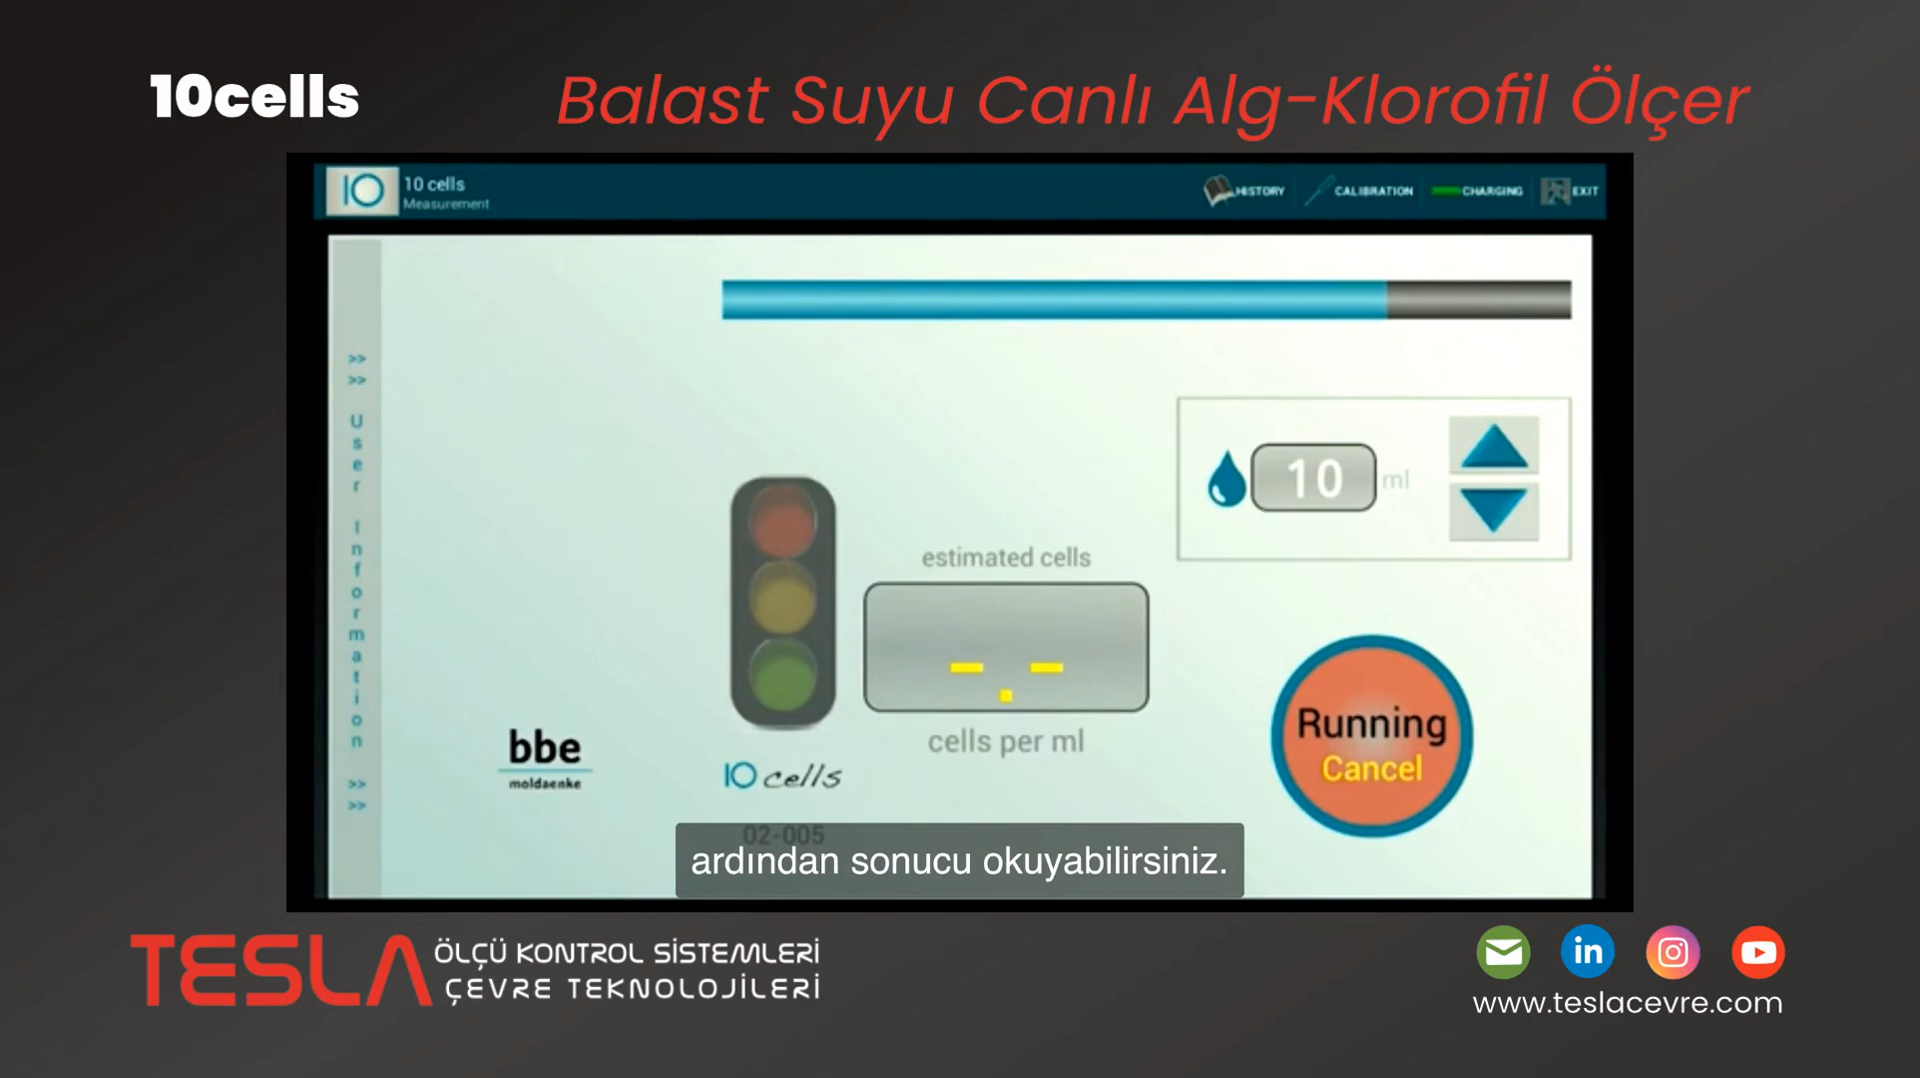 10cells
Balast Suyu Canlı Alg-Klorofil Ölçer
10
10 cells
Measurement
HISTORY
CALIBRATION
CHARGING
EXIT
>>
>>
User Information
>>
>>
10 ml
estimated cells
- . -
cells per ml
Running
Cancel
bbe
moldaenke
10 cells
02-005
ardından sonucu okuyabilirsiniz.
TESLA
ÖLÇÜ KONTROL SİSTEMLERİ
ÇEVRE TEKNOLOJİLERİ
in
www.teslacevre.com